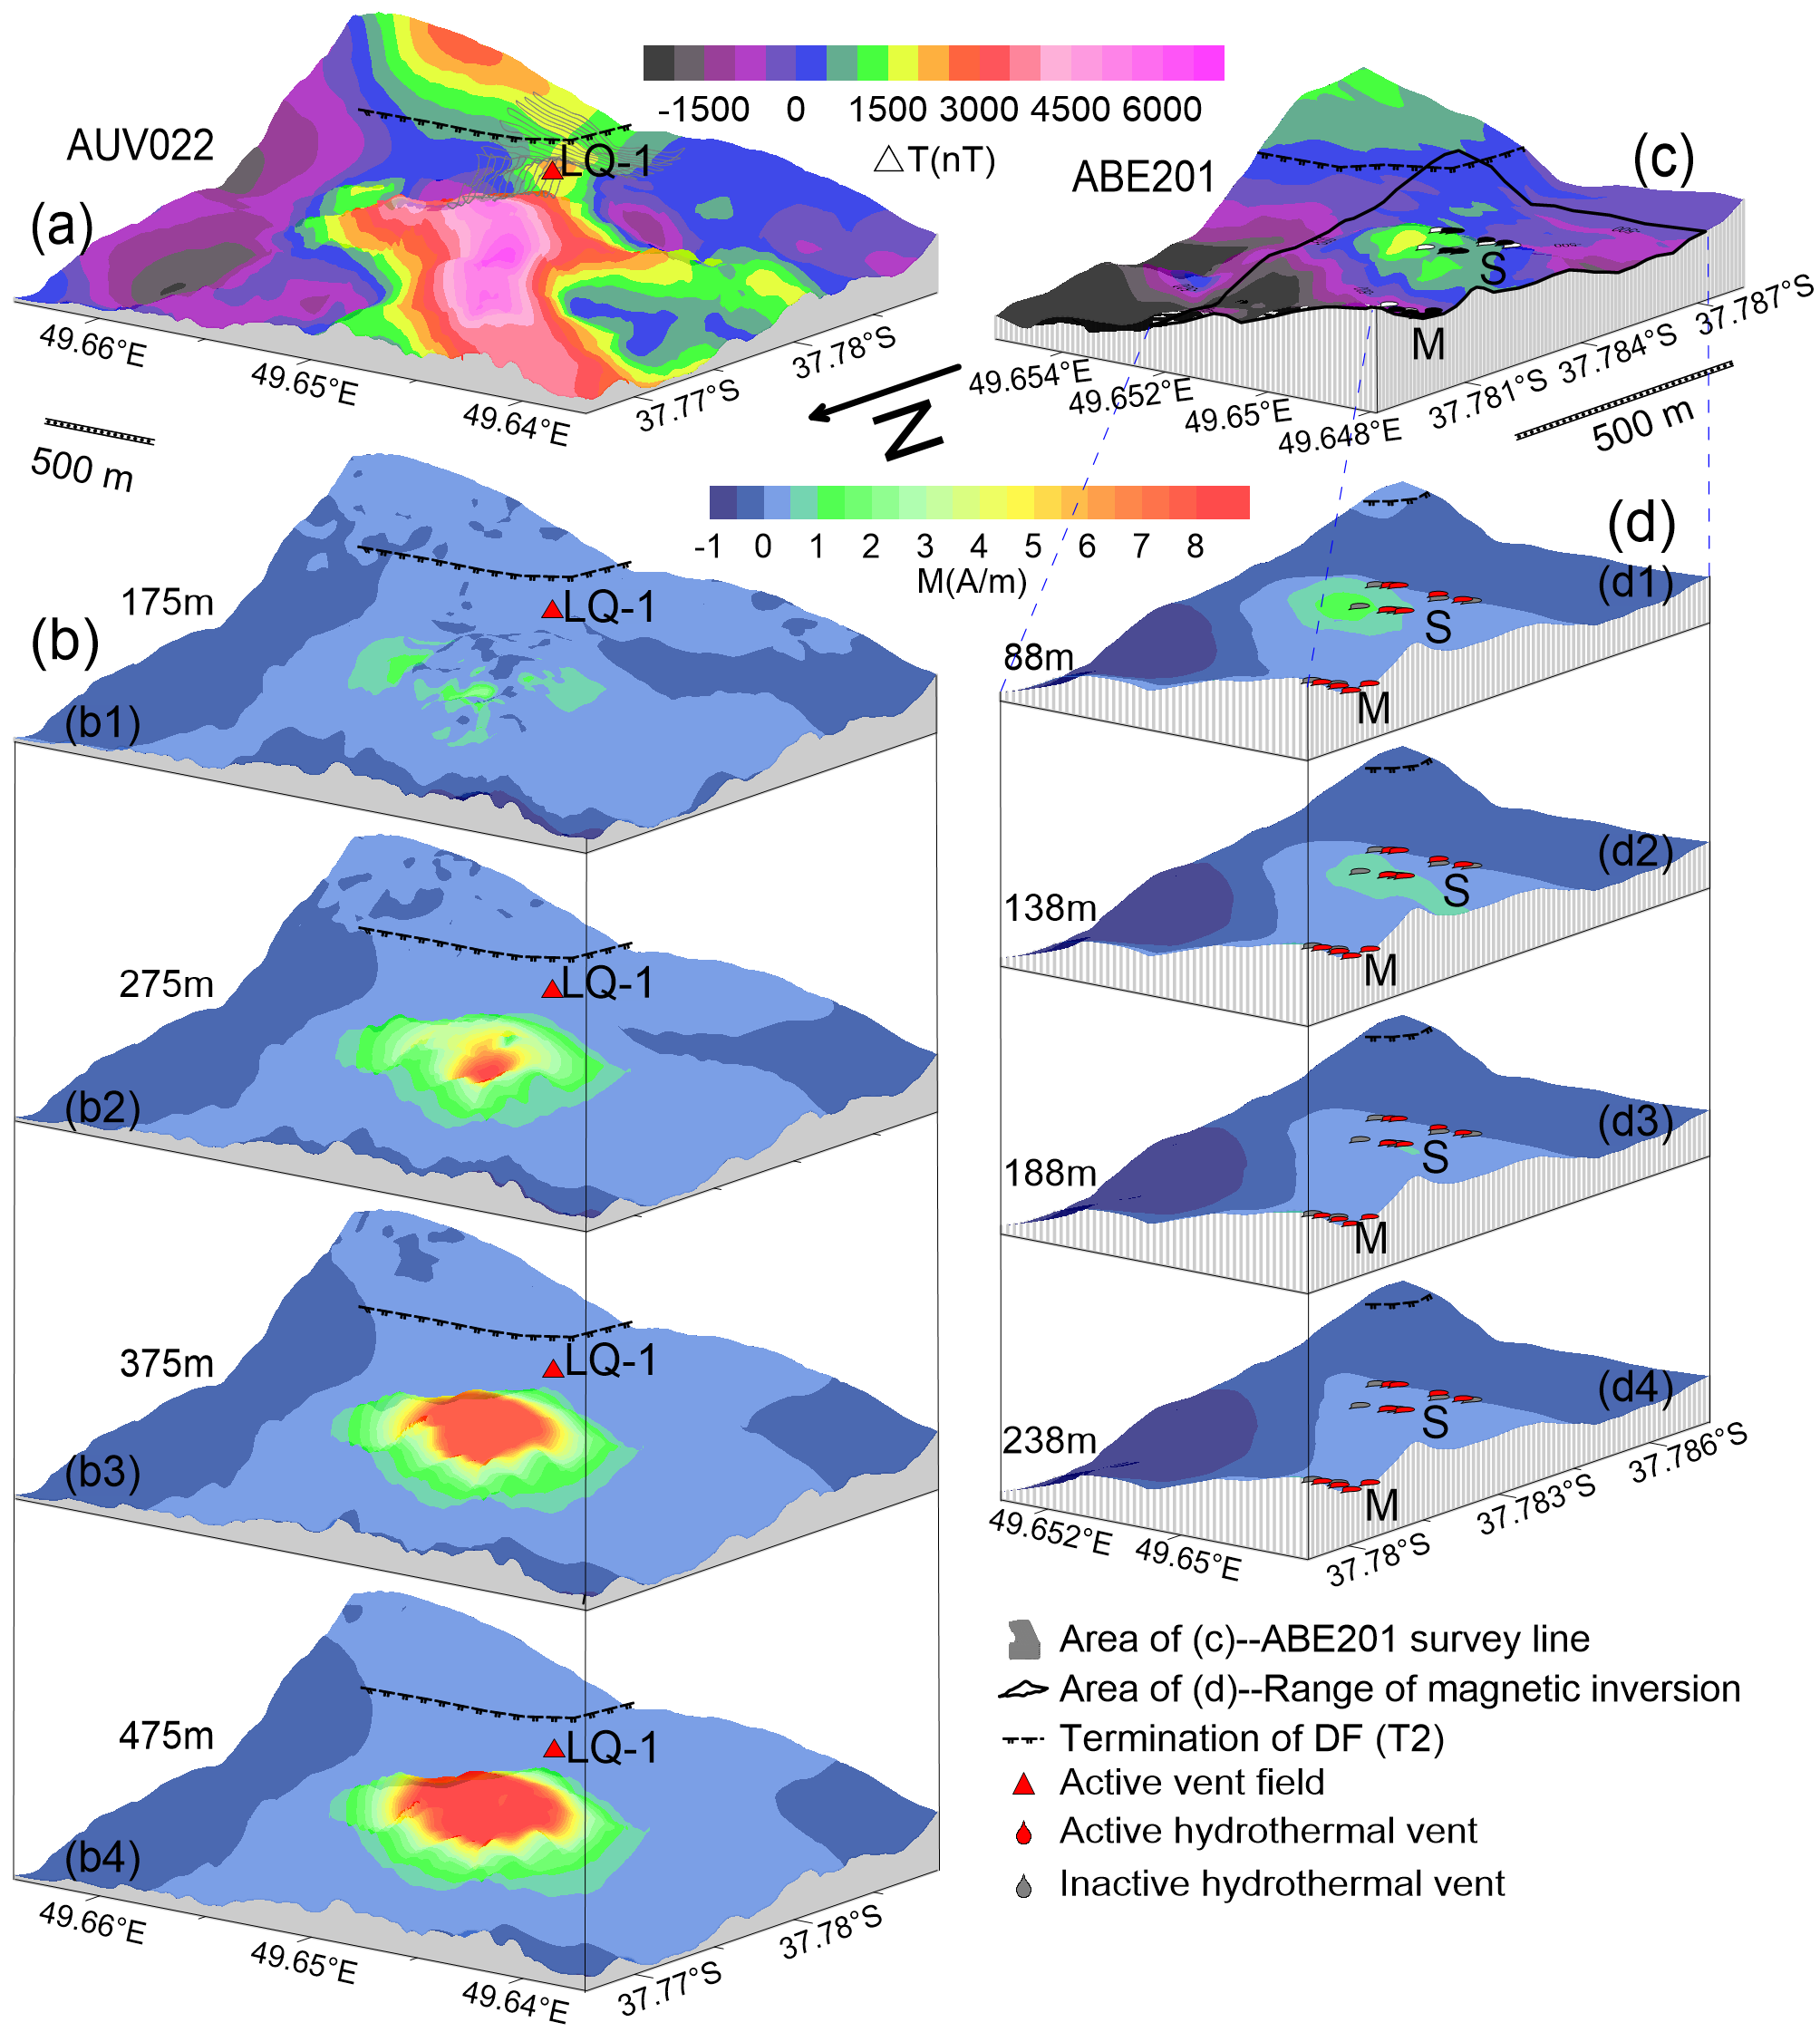 -1500 0 1500 3000 4500 6000
△T(nT)
AUV022
LQ-1
(a)
49.66°E
49.65°E
49.64°E
37.77°S
37.78°S
500 m
N
ABE201
(c)
S
M
-500
49.654°E
49.652°E
49.65°E
49.648°E
37.781°S
37.784°S
37.787°S
500 m
-1 0 1 2 3 4 5 6 7 8
M(A/m)
(b)
175m
LQ-1
(b1)
275m
LQ-1
(b2)
375m
LQ-1
(b3)
475m
LQ-1
(b4)
49.66°E
49.65°E
49.64°E
37.77°S
37.78°S
(d)
(d1)
88m
S
M
(d2)
138m
S
M
(d3)
188m
S
M
(d4)
238m
S
M
49.652°E
49.65°E
37.78°S
37.783°S
37.786°S
Area of (c)--ABE201 survey line
Area of (d)--Range of magnetic inversion
Termination of DF (T2)
Active vent field
Active hydrothermal vent
Inactive hydrothermal vent